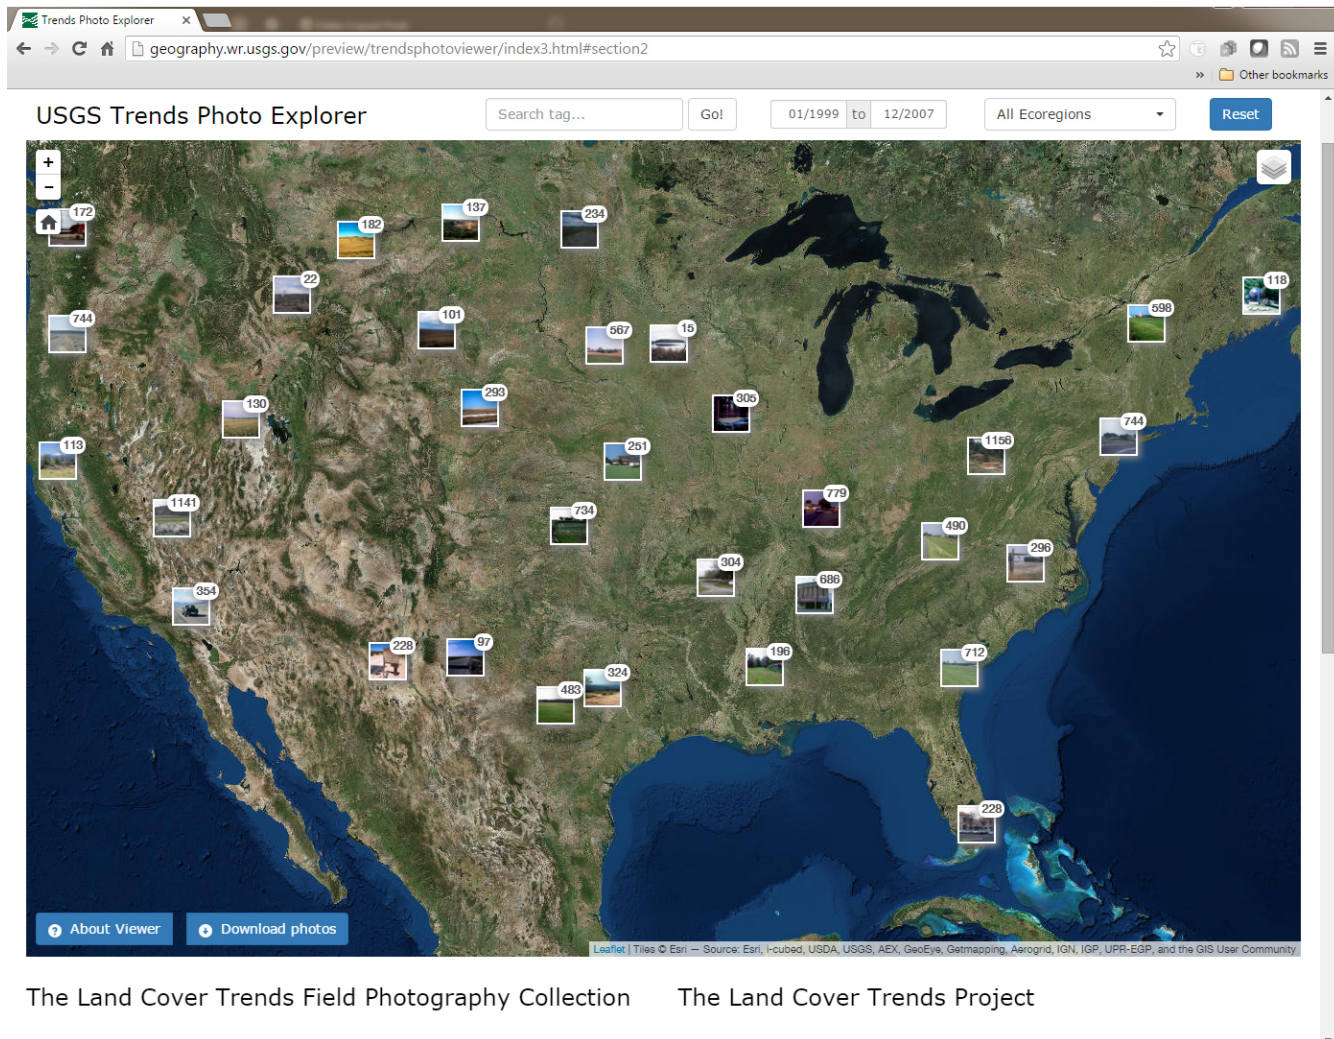 Trends Photo Explorer
geography.wr.usgs.gov/preview/trendsphotoviewer/index3.html#section2
» Other bookmarks
USGS Trends Photo Explorer
Search tag...
Go!
01/1999 to 12/2007
All Ecoregions
Reset
+
−
172
182
137
234
22
118
744
101
567
15
598
130
293
305
744
113
251
1156
1141
734
779
490
296
354
304
686
228
97
196
712
483
324
228
? About Viewer
Download photos
Leaflet | Tiles © Esri — Source: Esri, i-cubed, USDA, USGS, AEX, GeoEye, Getmapping, Aerogrid, IGN, IGP, UPR-EGP, and the GIS User Community
The Land Cover Trends Field Photography Collection
The Land Cover Trends Project